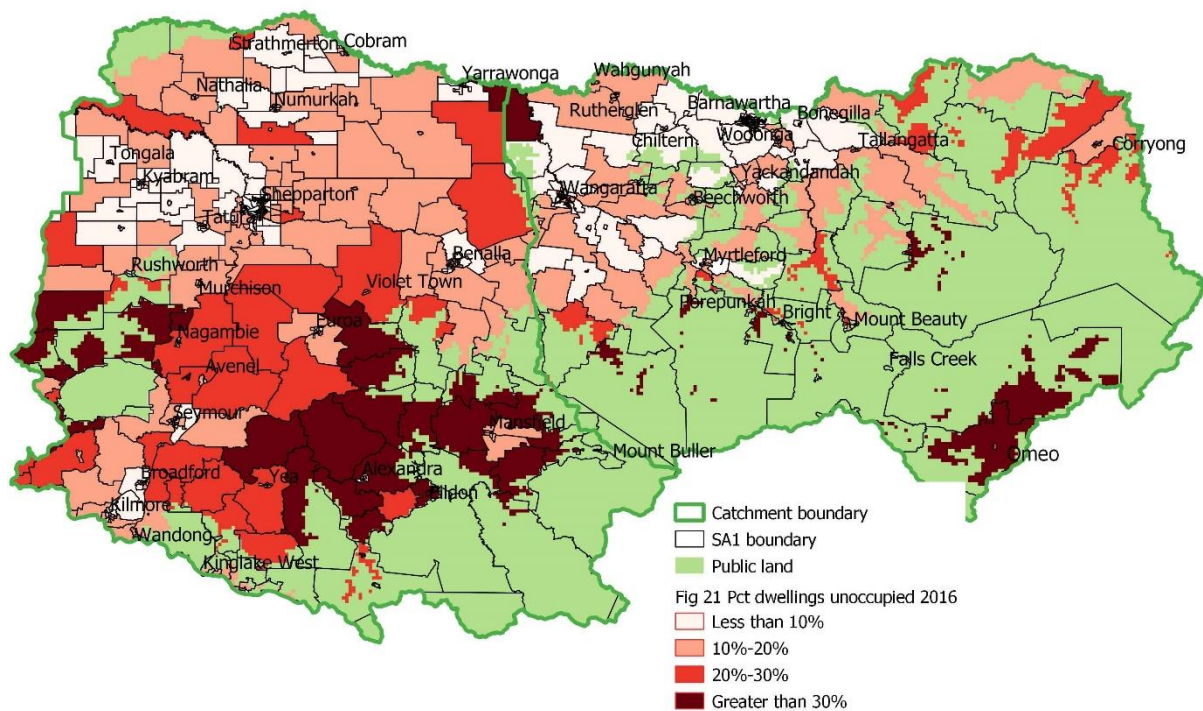 Strathmerton
Cobram
Yarrawonga
Wahgunyah
Nathalia
Numurkah
Rutherglen
Barnawartha
Bonegilla
Chiltern
Wodonga
Tallangatta
Corryong
Tongala
Kyabram
Shepparton
Wangaratta
Yackandandah
Beechworth
Tatura
Benalla
Myrtleford
Rushworth
Murchison
Violet Town
Porepunkah
Bright
Mount Beauty
Nagambie
Euroa
Avenel
Falls Creek
Seymour
Mansfield
Mount Buller
Omeo
Broadford
Yea
Alexandra
Eildon
Kilmore
Wandong
Kinglake West
Catchment boundary
SA1 boundary
Public land
Fig 21 Pct dwellings unoccupied 2016
Less than 10%
10%-20%
20%-30%
Greater than 30%